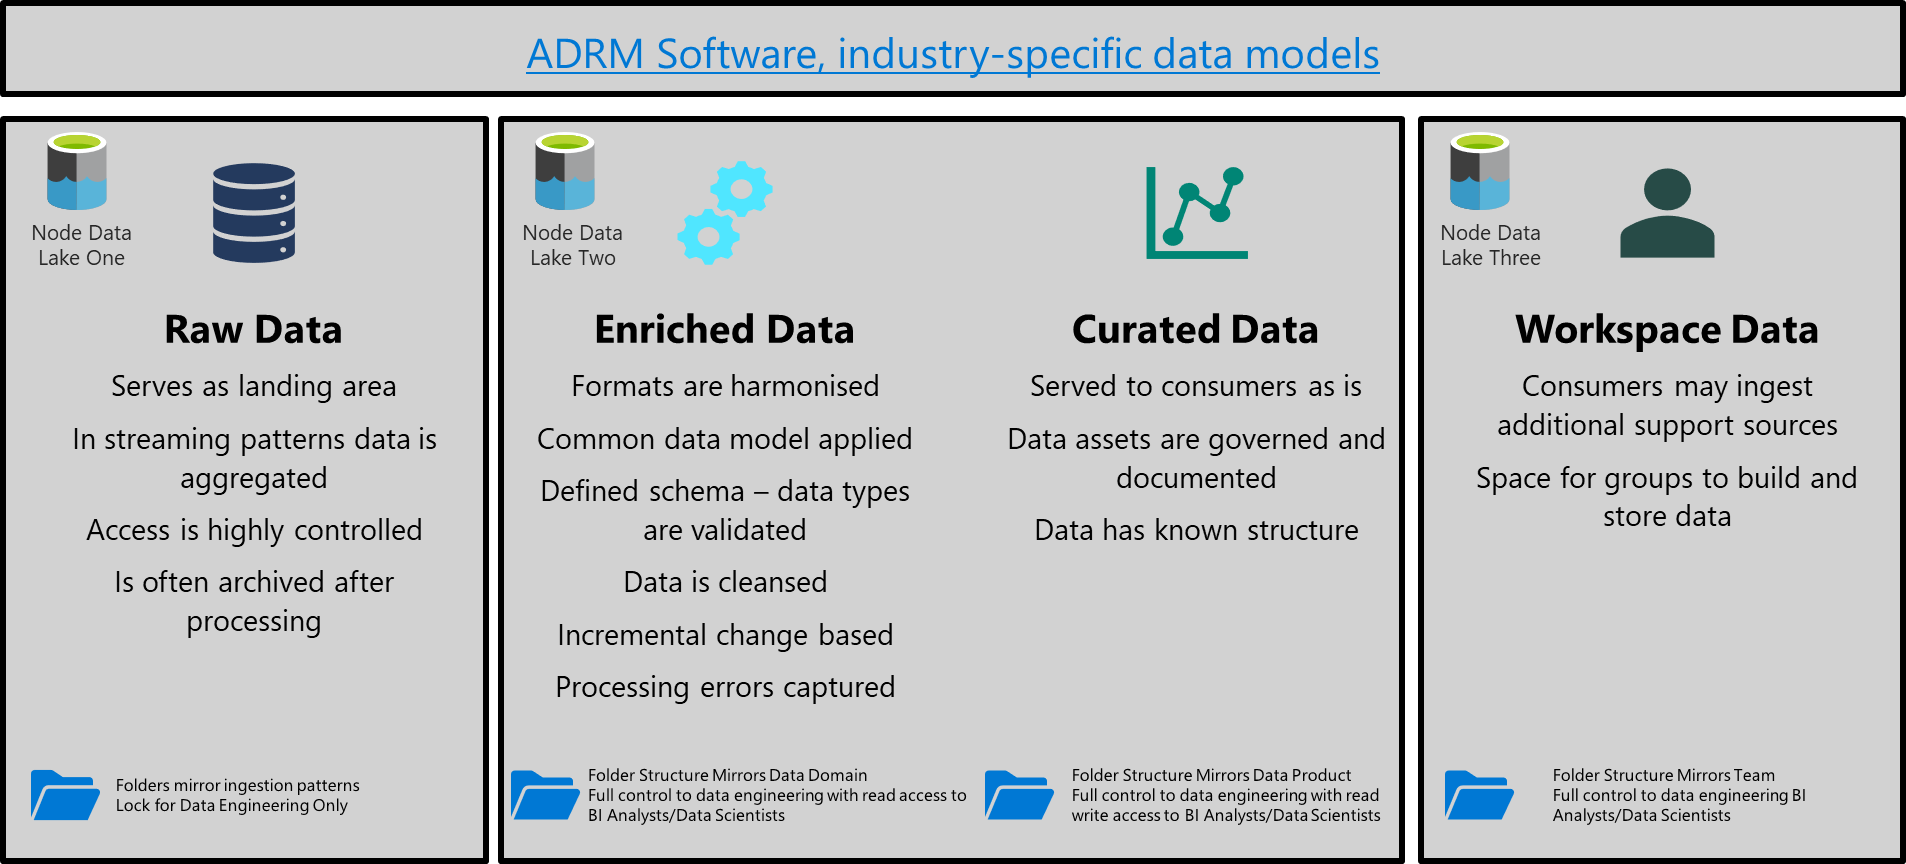 ADRM Software, industry-specific data models
Node Data
Lake One
Raw Data
Serves as landing area
In streaming patterns data is
aggregated
Access is highly controlled
Is often archived after
processing
Folders mirror ingestion patterns
Lock for Data Engineering Only
Node Data
Lake Two
Enriched Data
Formats are harmonised
Common data model applied
Defined schema – data types
are validated
Data is cleansed
Incremental change based
Processing errors captured
Folder Structure Mirrors Data Domain
Full control to data engineering with read access to
BI Analysts/Data Scientists
Curated Data
Served to consumers as is
Data assets are governed and
documented
Data has known structure
Folder Structure Mirrors Data Product
Full control to data engineering with read
write access to BI Analysts/Data Scientists
Node Data
Lake Three
Workspace Data
Consumers may ingest
additional support sources
Space for groups to build and
store data
Folder Structure Mirrors Team
Full control to data engineering BI
Analysts/Data Scientists